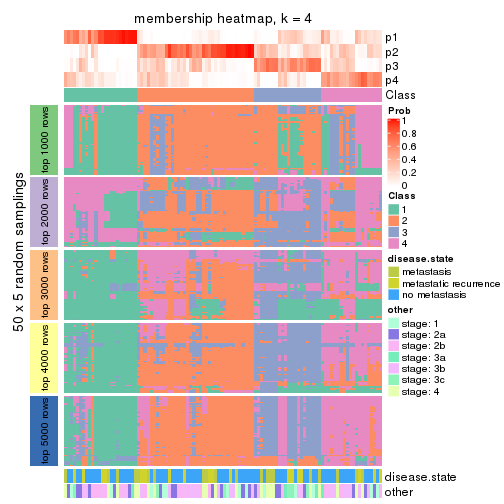 membership heatmap, k = 4
p1
p2
p3
p4
Class
50 x 5 random samplings
top 1000 rows
top 2000 rows
top 3000 rows
top 4000 rows
top 5000 rows
Prob
1
0.8
0.6
0.4
0.2
0
Class
1
2
3
4
disease.state
metastasis
metastatic recurrence
no metastasis
other
stage: 1
stage: 2a
stage: 2b
stage: 3a
stage: 3b
stage: 3c
stage: 4
disease.state
other